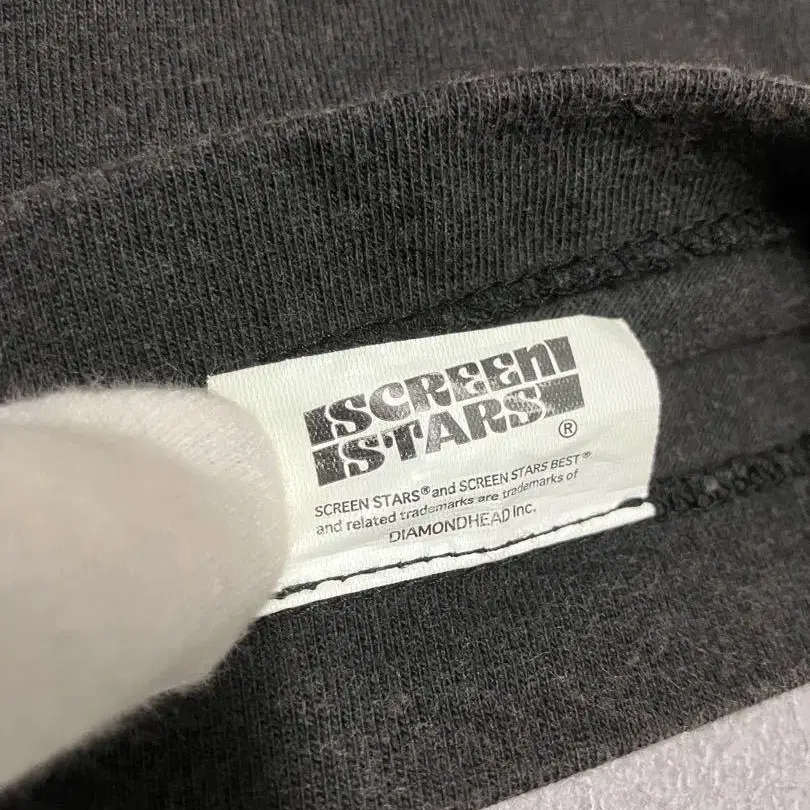 SCREEN
STARS®
SCREEN STARS® and SCREEN STARS BEST®
and related trademarks are trademarks of
DIAMONDHEAD Inc.